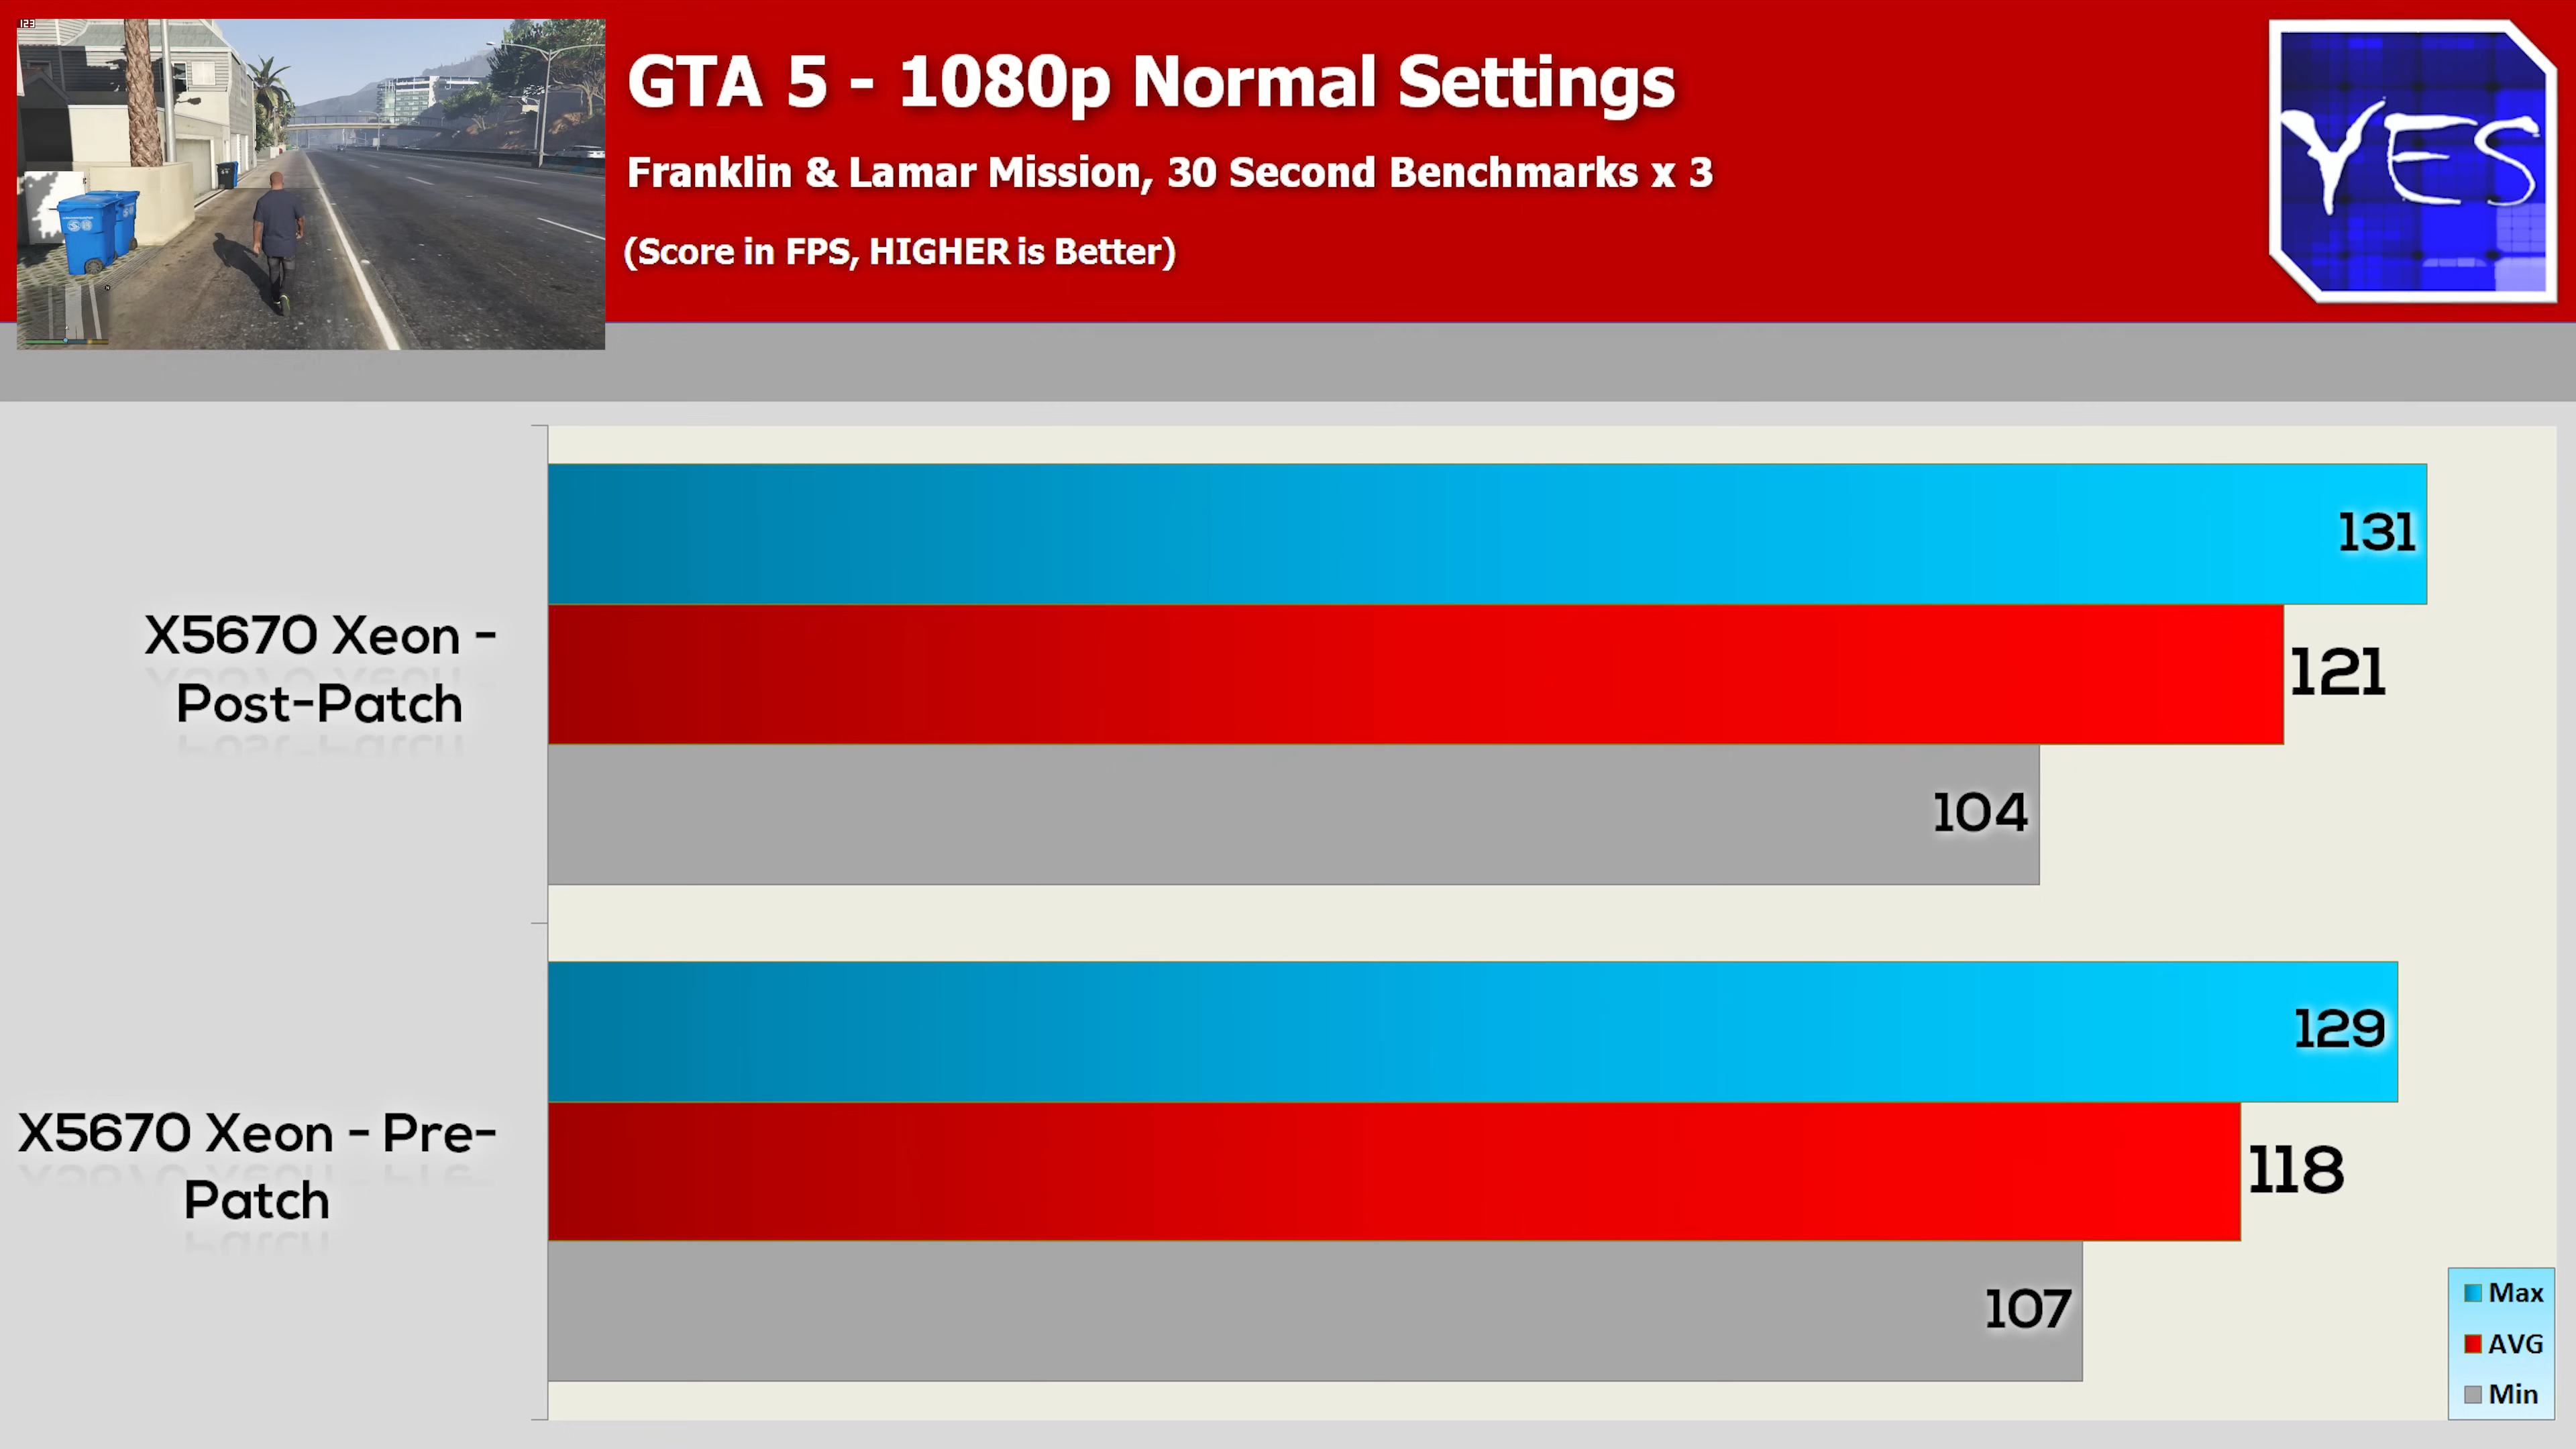 123
GTA 5 - 1080p Normal Settings
Franklin & Lamar Mission, 30 Second Benchmarks x 3
(Score in FPS, HIGHER is Better)
YES
X5670 Xeon -
Post-Patch
131
121
104
X5670 Xeon - Pre-
Patch
129
118
107
Max
AVG
Min